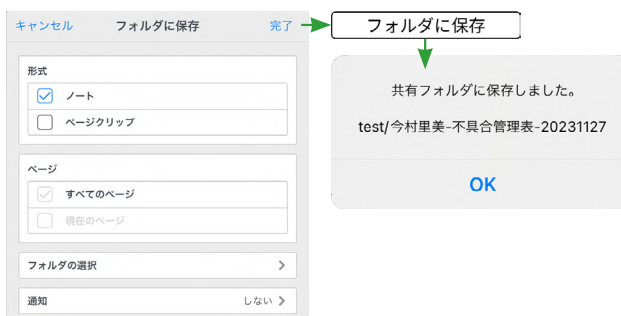 キャンセル フォルダに保存 完了
形式
ノート
ページクリップ
ページ
すべてのページ
現在のページ
フォルダの選択
通知 しない
フォルダに保存
共有フォルダに保存しました。
test/今村里美-不具合管理表-20231127
OK